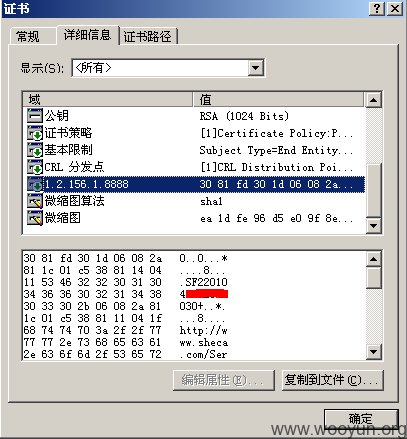 证书
常规 详细信息 证书路径
显示(S): <所有>
域 值
公钥 RSA (1024 Bits)
证书策略 [1]Certificate Policy:P...
基本限制 Subject Type=End Entity...
CRL 分发点 [1]CRL Distribution Poi...
1.2.156.1.8888 30 81 fd 30 1d 06 08 2a...
微缩图算法 sha1
微缩图 ea 1d fe 96 d5 e0 9f 8e...
30 81 fd 30 1d 06 08 2a 0..0...*
81 1c 01 c5 38 81 14 04 ....8...
11 53 46 32 32 30 31 30 .SF22010
34 36 36 30 32 31 34 38 4
30 33 30 2b 06 08 2a 81 030+..*.
1c 01 c5 38 81 11 04 1f ...8....
68 74 74 70 3a 2f 2f 77 http://w
77 77 2e 73 68 65 63 61 ww.sheca
2e 63 6f 6d 2f 53 65 72 .com/Ser
编辑属性(E)... 复制到文件(C)...
确定
www.wooyun.org